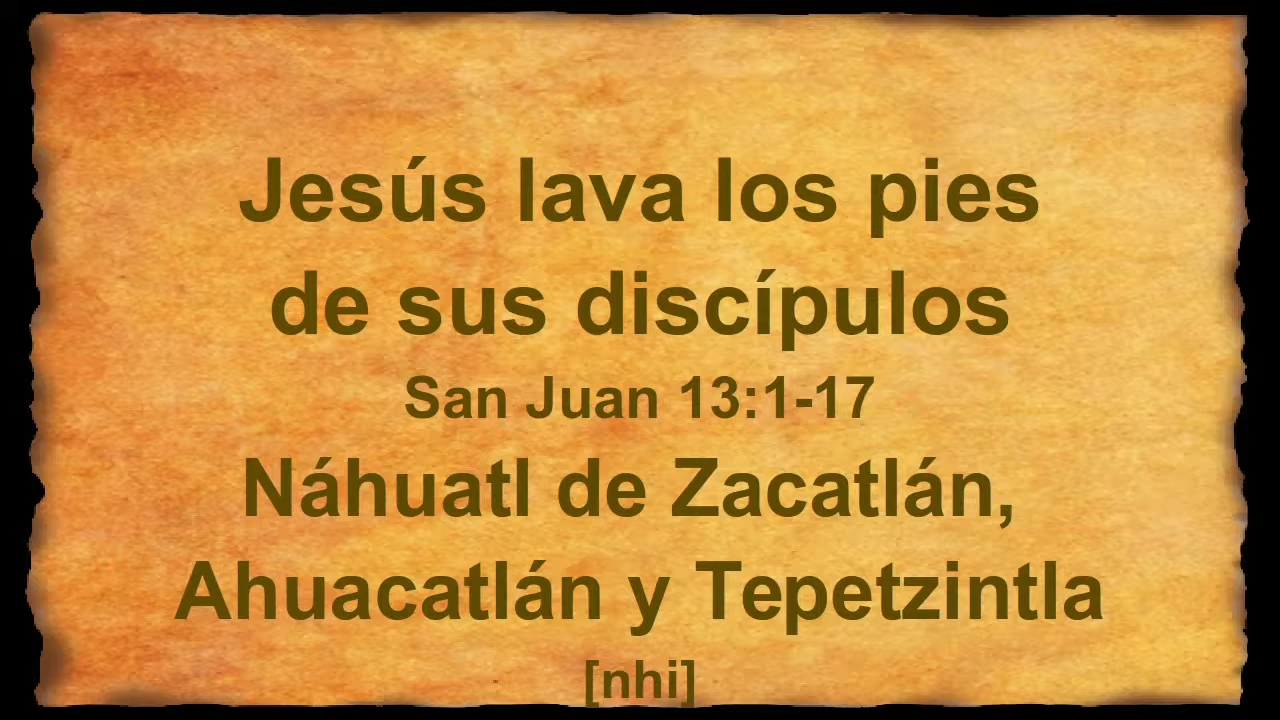 Jesús lava los pies
de sus discípulos
San Juan 13:1-17
Náhuatl de Zacatlán,
Ahuacatlán y Tepetzintla
[nhi]